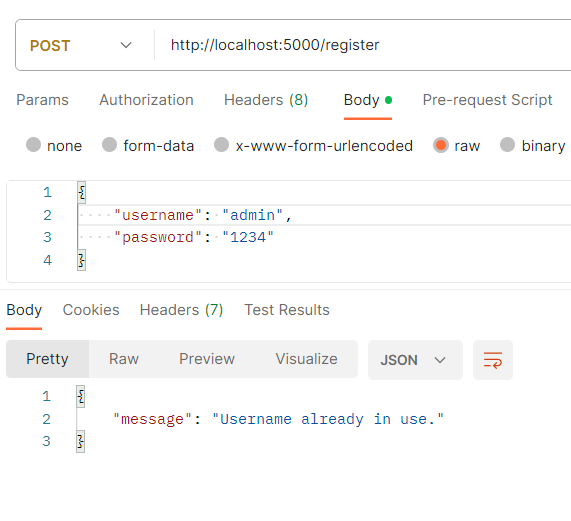 POST http://localhost:5000/register
Params Authorization Headers (8) Body Pre-request Script
none form-data x-www-form-urlencoded raw binary
1 {
2 "username": "admin",
3 "password": "1234"
4 }
Body Cookies Headers (7) Test Results
Pretty Raw Preview Visualize JSON
1 {
2 "message": "Username already in use."
3 }